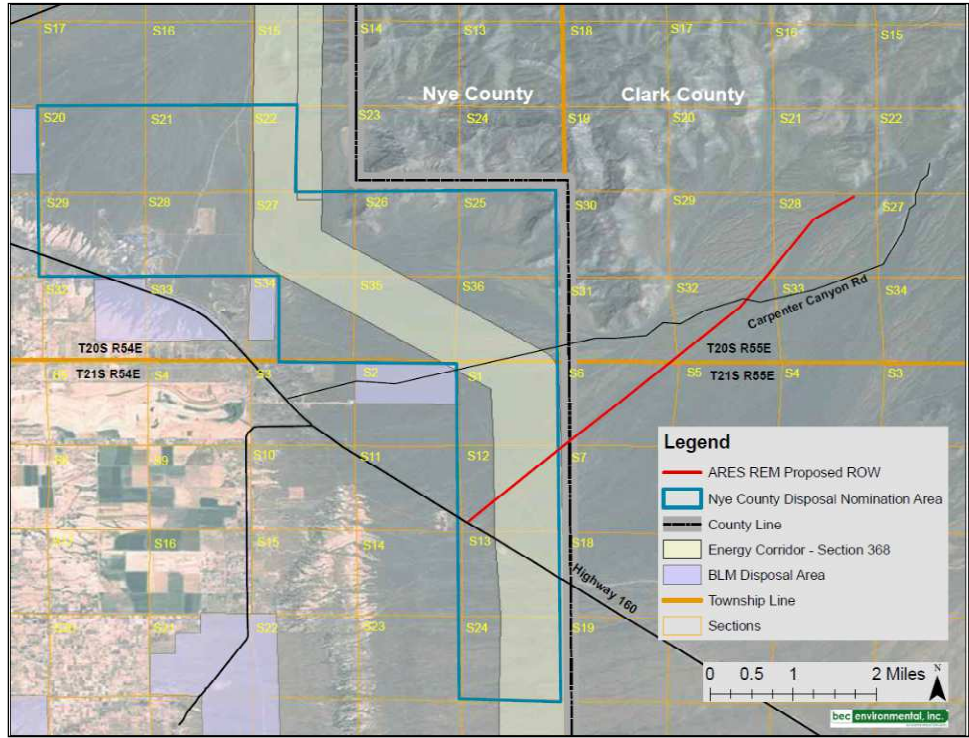 S17 S16 S15 S14 S13 S18 S17 S16 S15
Nye County Clark County
S20 S21 S22 S23 S24 S19 S20 S21 S22
S29 S28 S27 S26 S25 S30 S29 S28 S27
S32 S33 S34 S35 S36 S31 S32 S33 S34
Carpenter Canyon Rd
T20S R54E T20S R55E
T21S R54E T21S R55E
S4 S3 S2 S1 S6 S5 S4 S3
S9 S10 S11 S12 S7
S16 S15 S14 S13 S18
Highway 160
S21 S22 S23 S24 S19
Legend
ARES REM Proposed ROW
Nye County Disposal Nomination Area
County Line
Energy Corridor - Section 368
BLM Disposal Area
Township Line
Sections
0 0.5 1 2 Miles
N
bec environmental, inc.